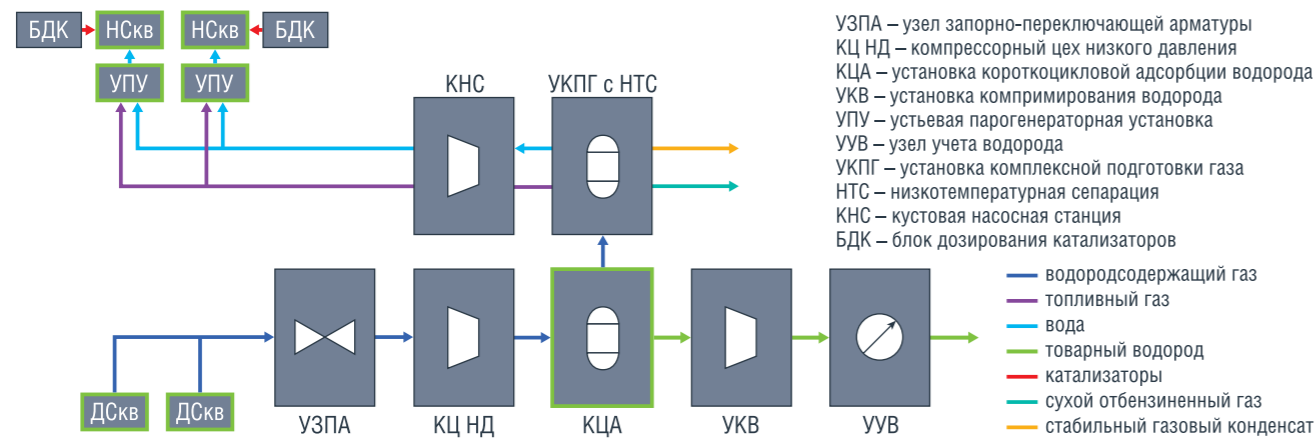 БДК НСкв НСкв БДК
УПУ УПУ
КНС УКПГ с НТС
ДСкв ДСкв
УЗПА КЦ НД КЦА УКВ УУВ
УЗПА – узел запорно-переключающей арматуры
КЦ НД – компрессорный цех низкого давления
КЦА – установка короткоцикловой адсорбции водорода
УКВ – установка компримирования водорода
УПУ – устьевая парогенераторная установка
УУВ – узел учета водорода
УКПГ – установка комплексной подготовки газа
НТС – низкотемпературная сепарация
КНС – кустовая насосная станция
БДК – блок дозирования катализаторов
водородсодержащий газ
топливный газ
вода
товарный водород
катализаторы
сухой отбензиненный газ
стабильный газовый конденсат